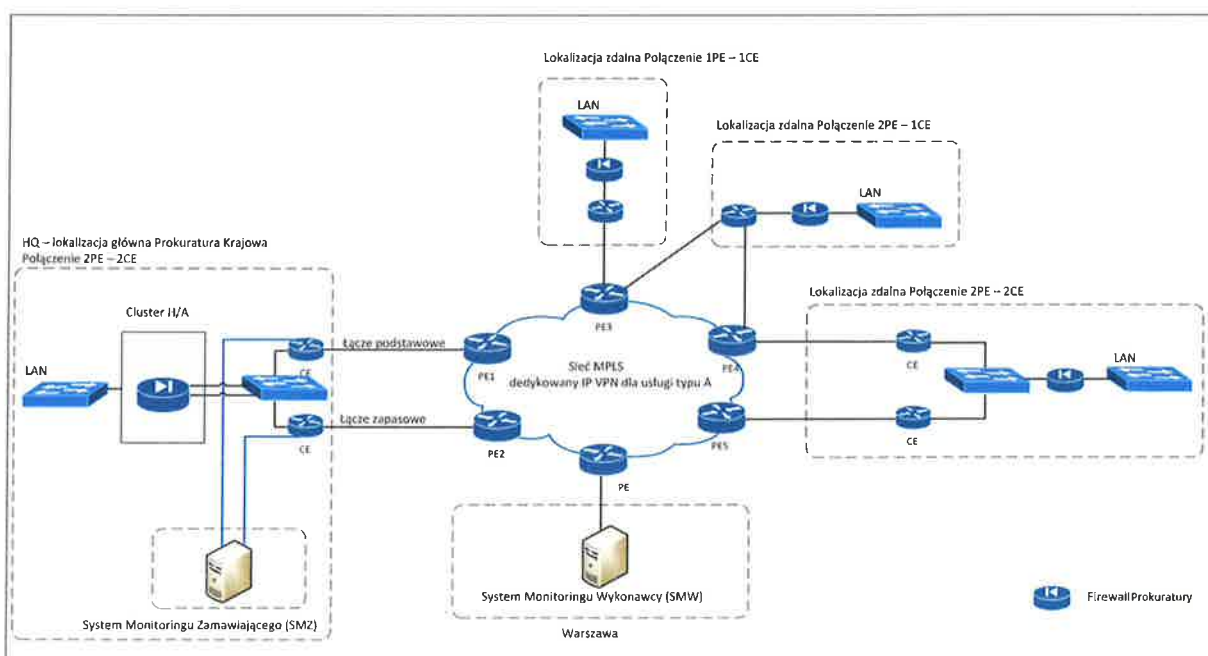 Lokalizacja zdalna Połączenie 1PE – 1CE
LAN
Lokalizacja zdalna Połączenie 2PE – 1CE
LAN
HQ – lokalizacja główna Prokuratura Krajowa
Połączenie 2PE – 2CE
Cluster H/A
LAN
CE
Łącze podstawowe
PE1
PE3
Sieć MPLS
dedykowany IP VPN dla usługi typu A
PE4
Lokalizacja zdalna Połączenie 2PE – 2CE
CE
LAN
CE
Łącze zapasowe
PE2
PE5
CE
PE
System Monitoringu Zamawiającego (SMZ)
System Monitoringu Wykonawcy (SMW)
Warszawa
Firewall Prokuratury